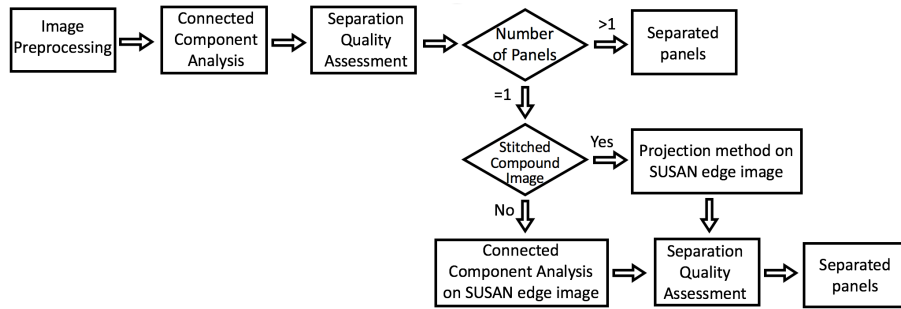 Image
Preprocessing
Connected
Component
Analysis
Separation
Quality
Assessment
Number
of Panels
>1
Separated
panels
=1
Stitched
Compound
Image
Yes
Projection method on
SUSAN edge image
No
Connected
Component Analysis
on SUSAN edge image
Separation
Quality
Assessment
Separated
panels